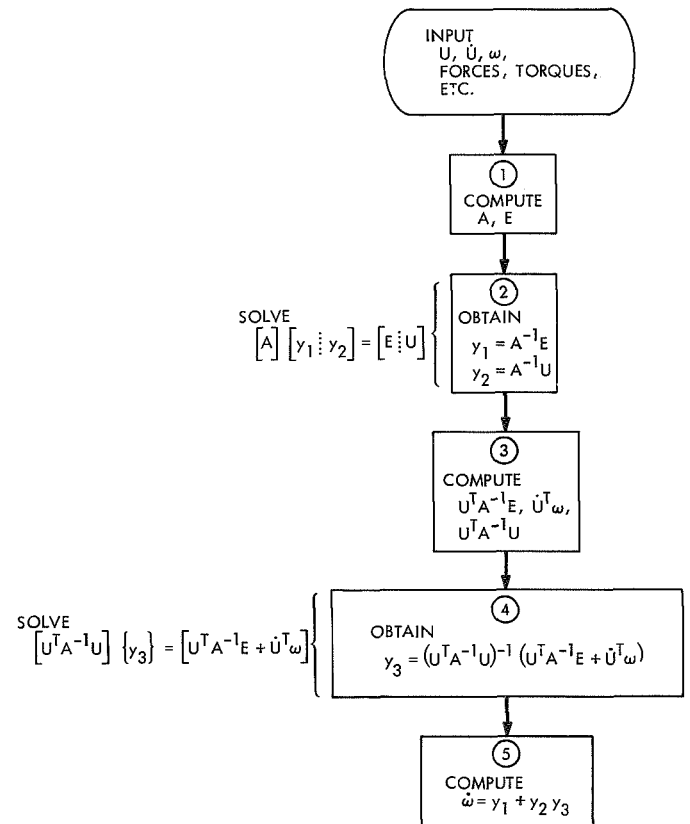 INPUT
U, U̇, ω,
FORCES, TORQUES,
ETC.
1
COMPUTE
A, E
SOLVE
[A] [y₁ ⋮ y₂] = [E ⋮ U]
2
OBTAIN
y₁ = A⁻¹E
y₂ = A⁻¹U
3
COMPUTE
UᵀA⁻¹E, U̇ᵀω,
UᵀA⁻¹U
SOLVE
[UᵀA⁻¹U] {y₃} = [UᵀA⁻¹E + U̇ᵀω]
4
OBTAIN
y₃ = (UᵀA⁻¹U)⁻¹ (UᵀA⁻¹E + U̇ᵀω)
5
COMPUTE
ω̇ = y₁ + y₂ y₃